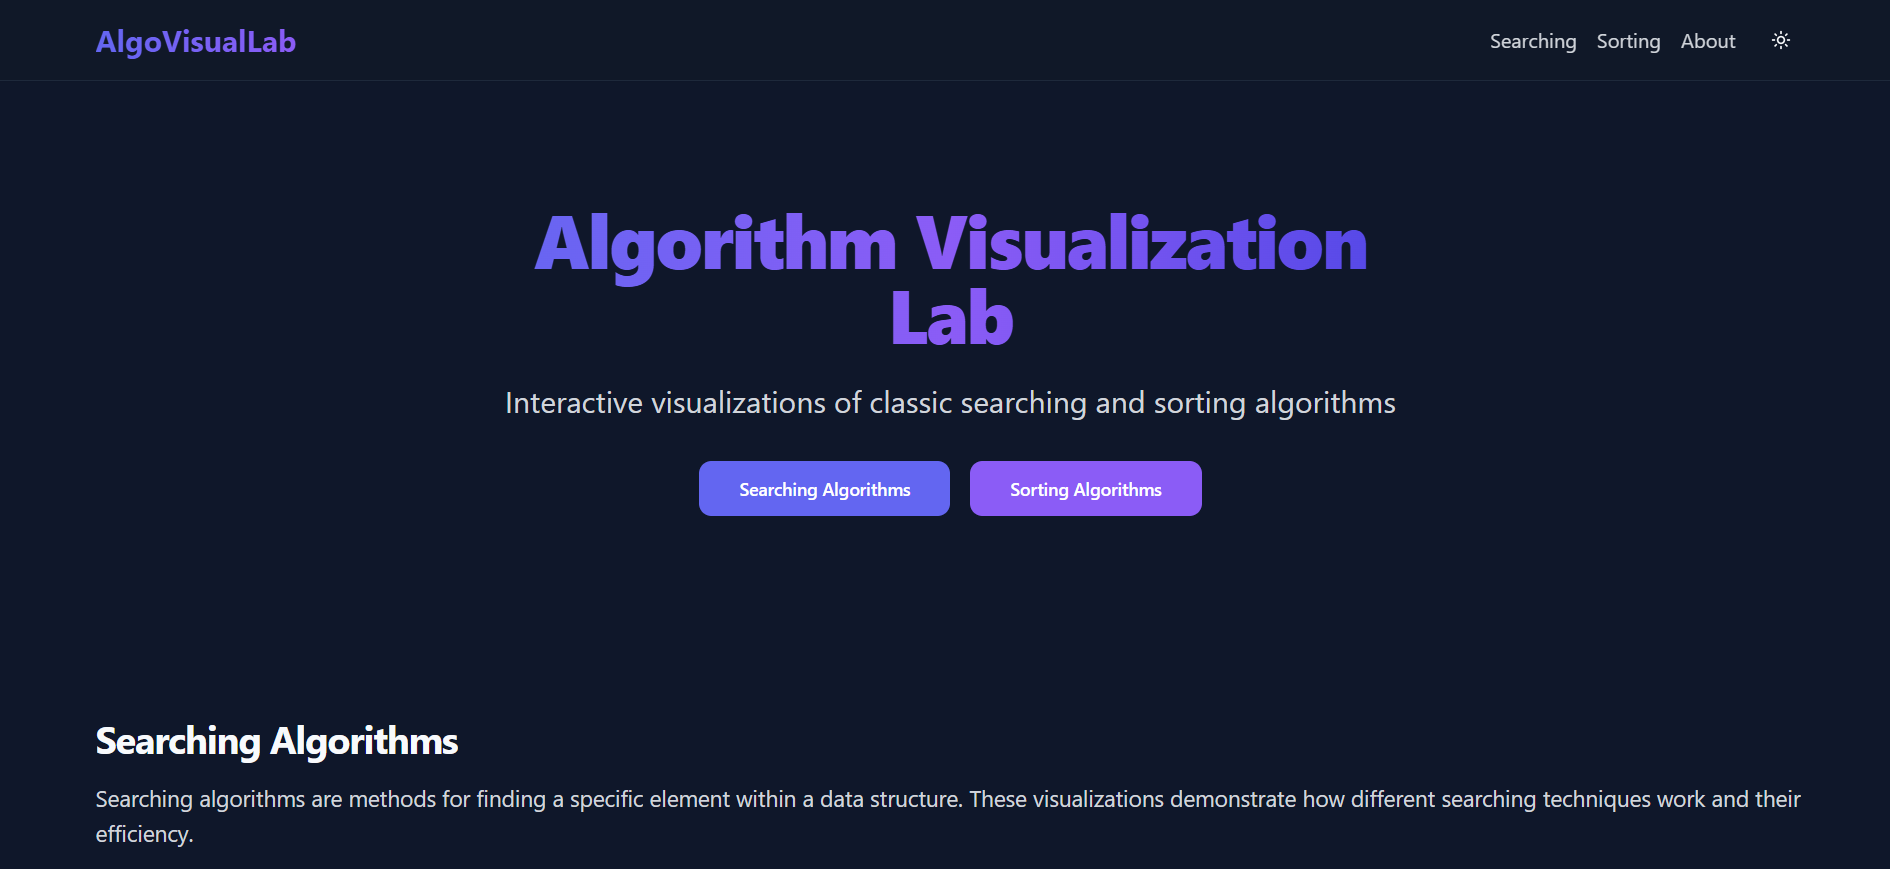 AlgoVisualLab
Searching Sorting About
Algorithm Visualization
Lab
Interactive visualizations of classic searching and sorting algorithms
Searching Algorithms
Sorting Algorithms
Searching Algorithms
Searching algorithms are methods for finding a specific element within a data structure. These visualizations demonstrate how different searching techniques work and their
efficiency.